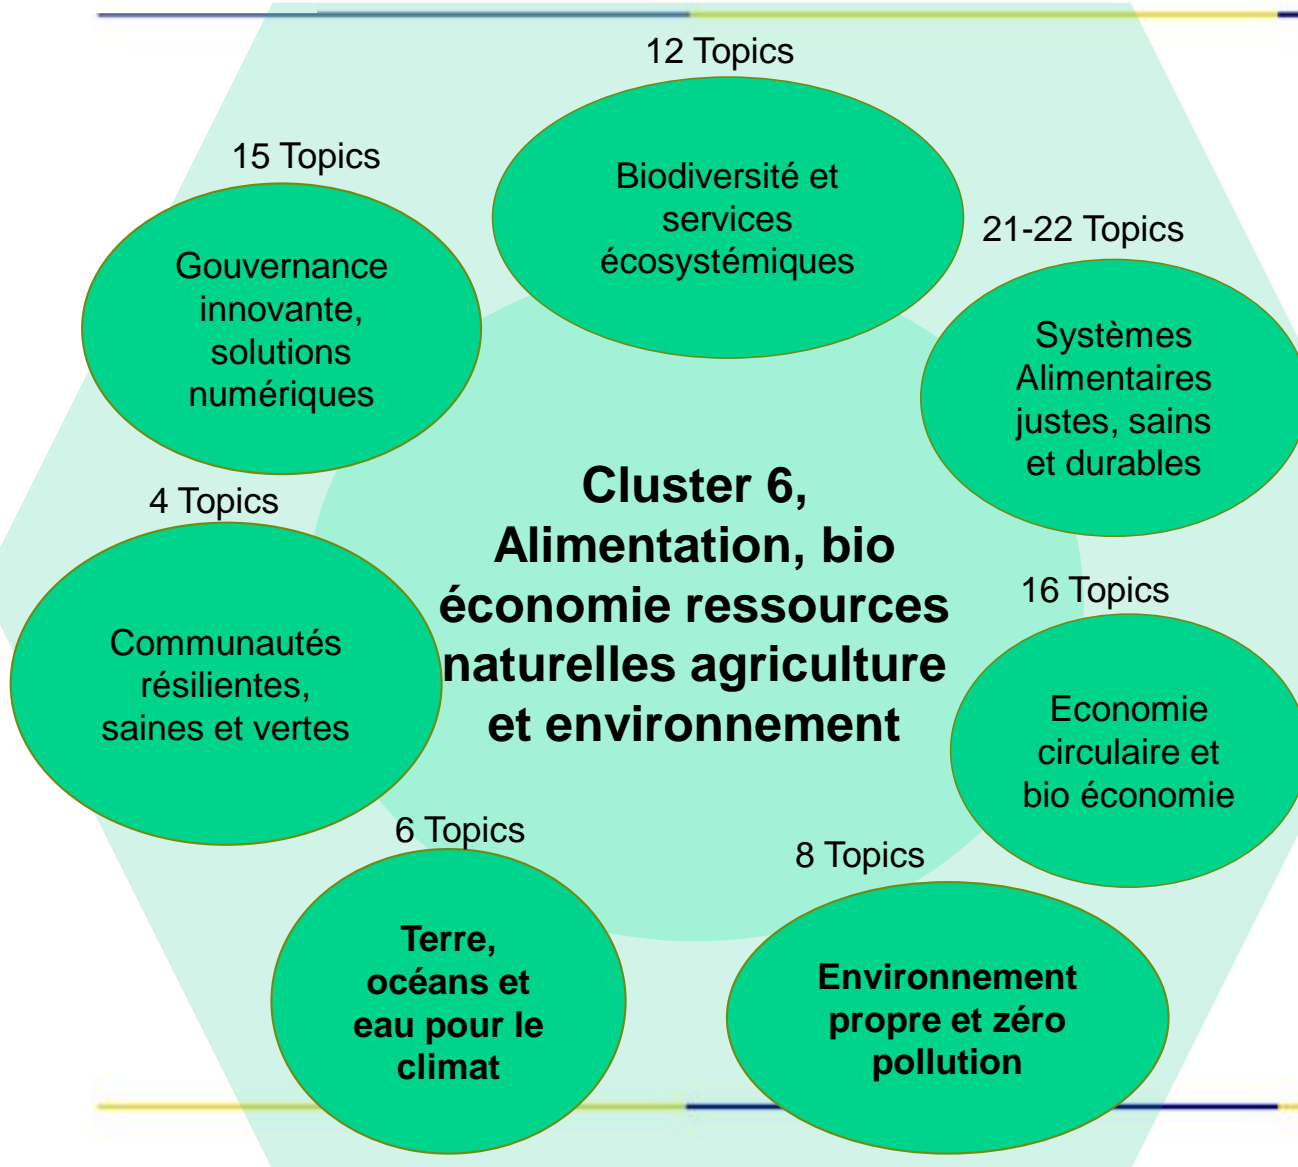 12 Topics
Biodiversité et
services
écosystémiques
15 Topics
Gouvernance
innovante,
solutions
numériques
21-22 Topics
Systèmes
Alimentaires
justes, sains
et durables
Cluster 6,
Alimentation, bio
économie ressources
naturelles agriculture
et environnement
4 Topics
Communautés
résilientes,
saines et vertes
16 Topics
Economie
circulaire et
bio économie
6 Topics
Terre,
océans et
eau pour le
climat
8 Topics
Environnement
propre et zéro
pollution